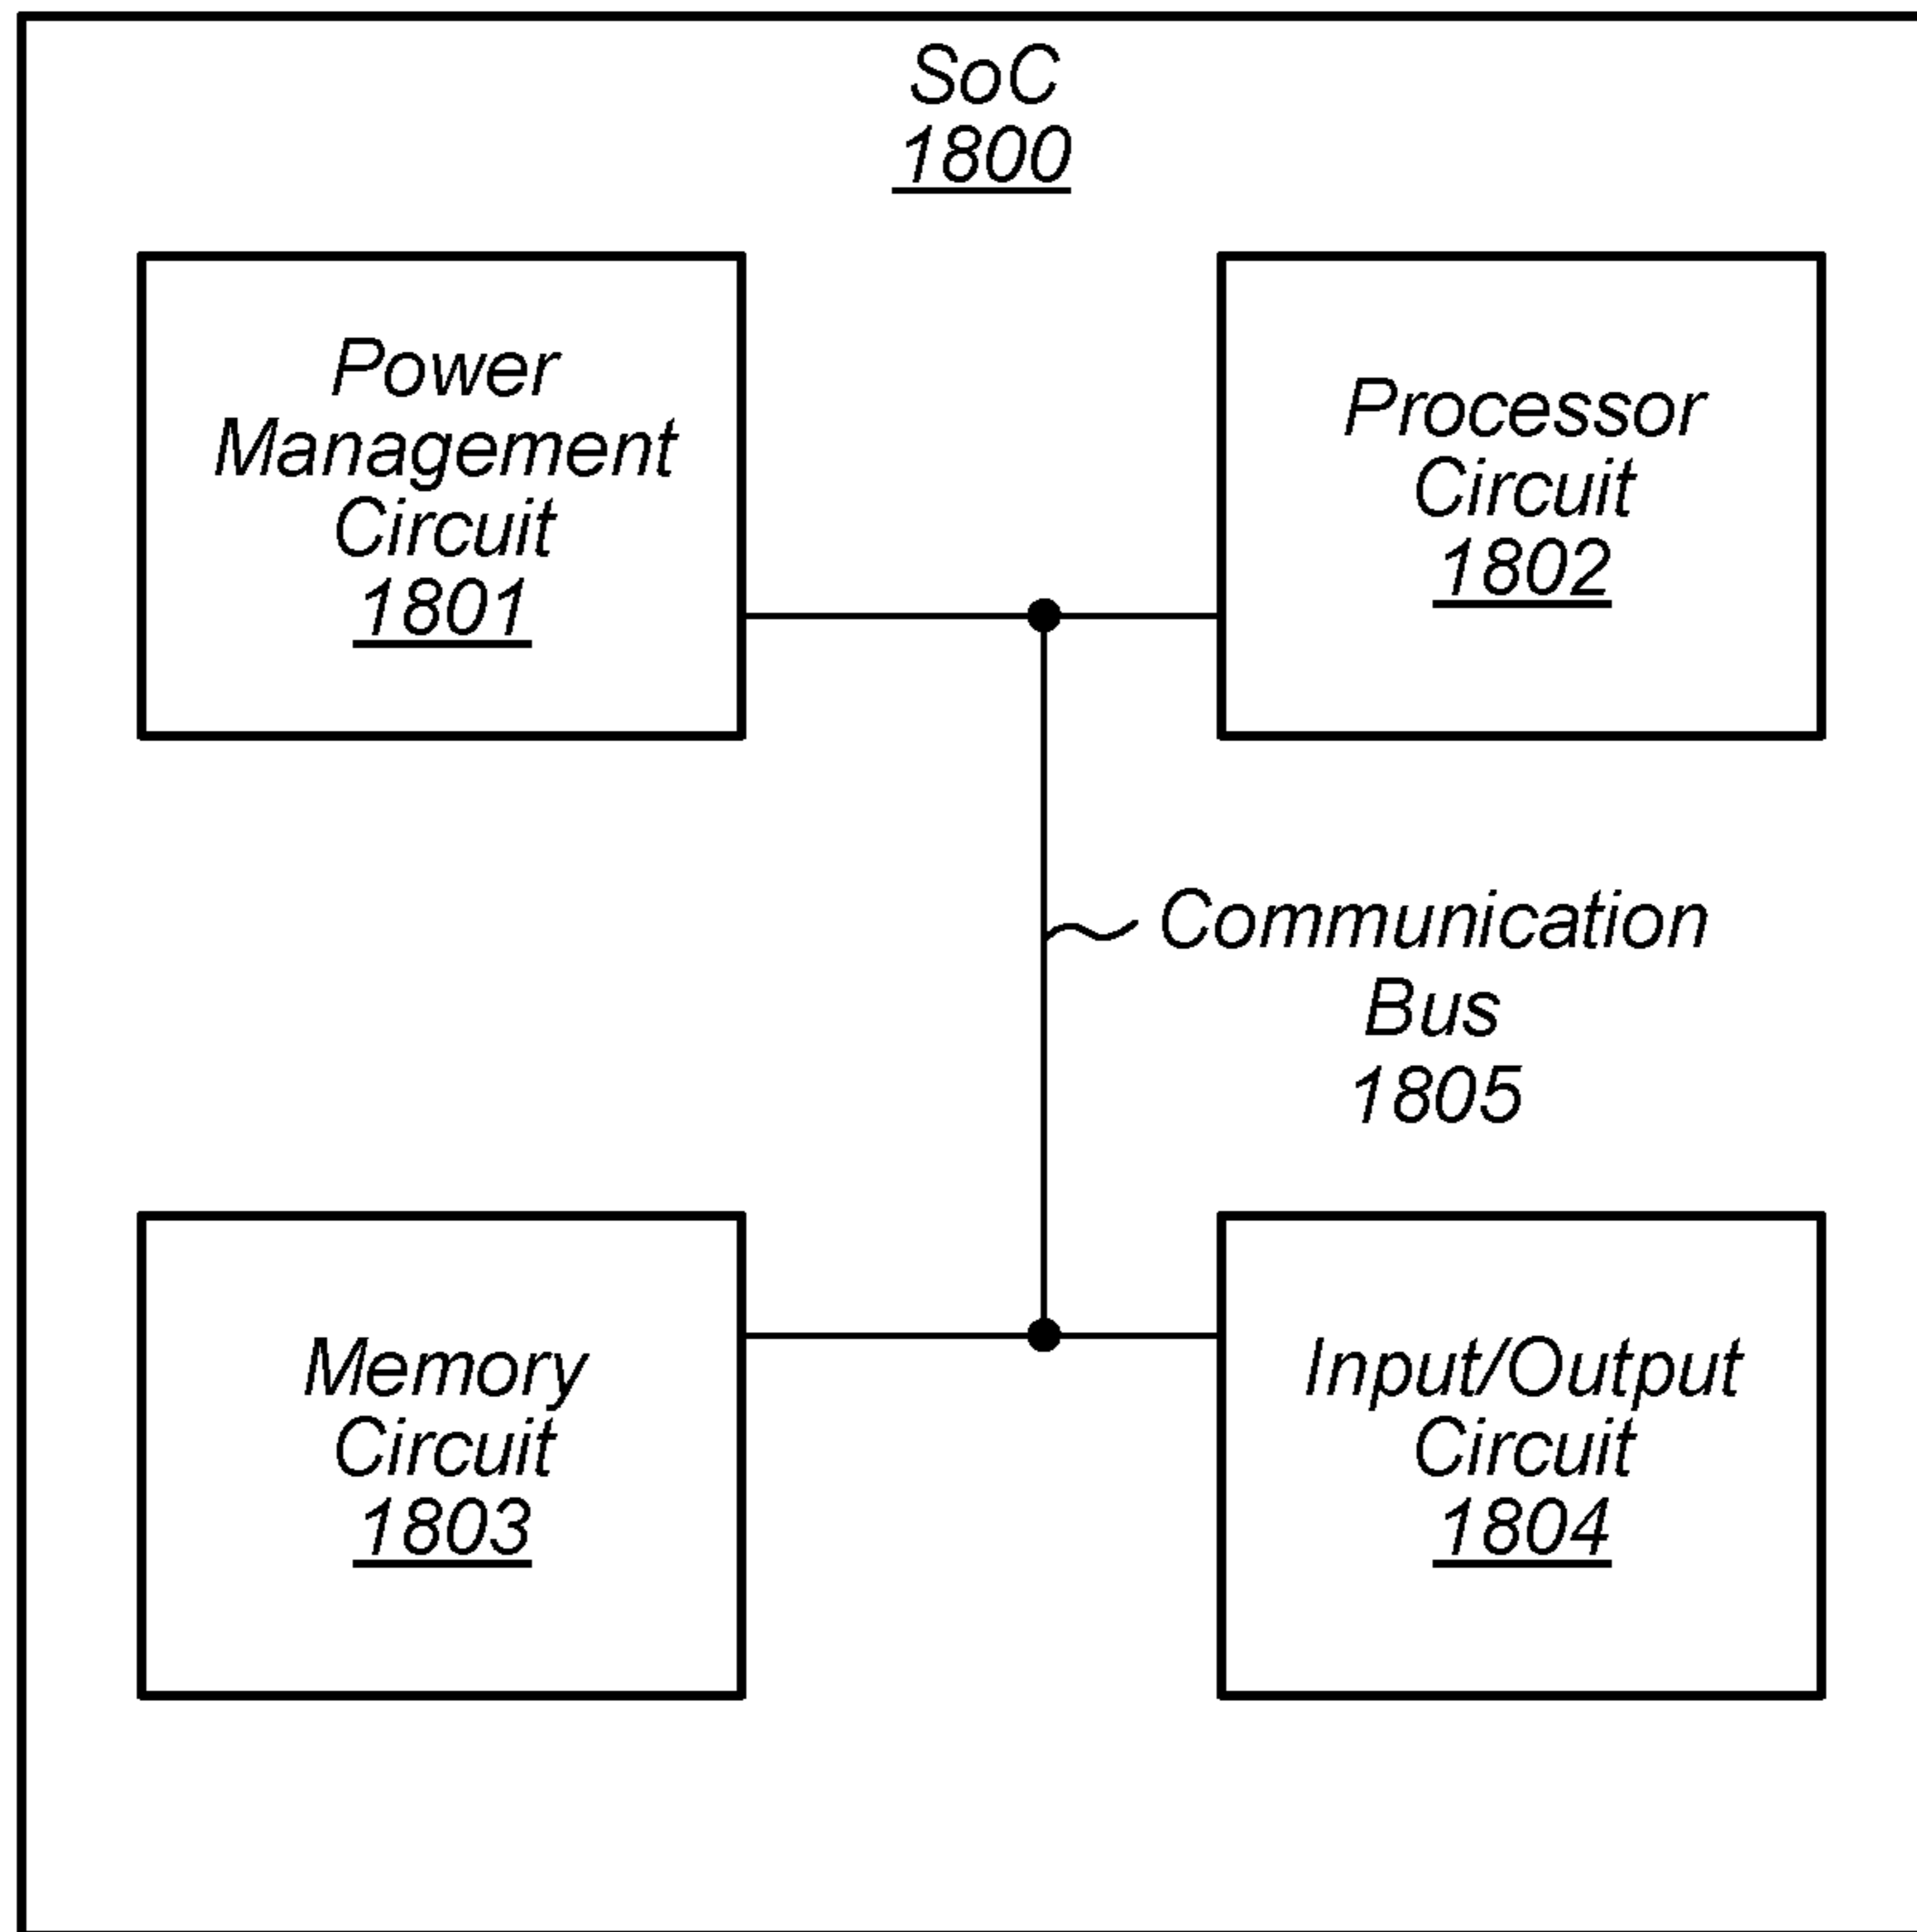 SoC
1800
Power
Management
Circuit
1801
Processor
Circuit
1802
Communication
Bus
1805
Memory
Circuit
1803
Input/Output
Circuit
1804